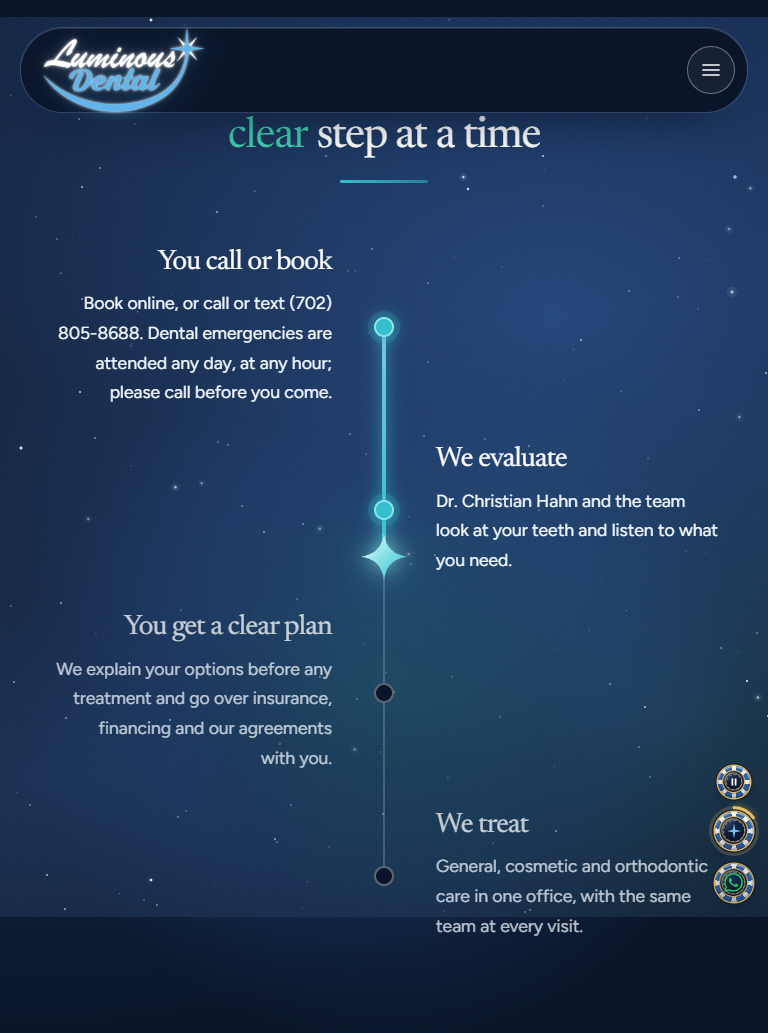 Luminous
Dental
clear step at a time
You call or book
Book online, or call or text (702)
805-8688. Dental emergencies are
attended any day, at any hour;
please call before you come.
We evaluate
Dr. Christian Hahn and the team
look at your teeth and listen to what
you need.
You get a clear plan
We explain your options before any
treatment and go over insurance,
financing and our agreements
with you.
We treat
General, cosmetic and orthodontic
care in one office, with the same
team at every visit.